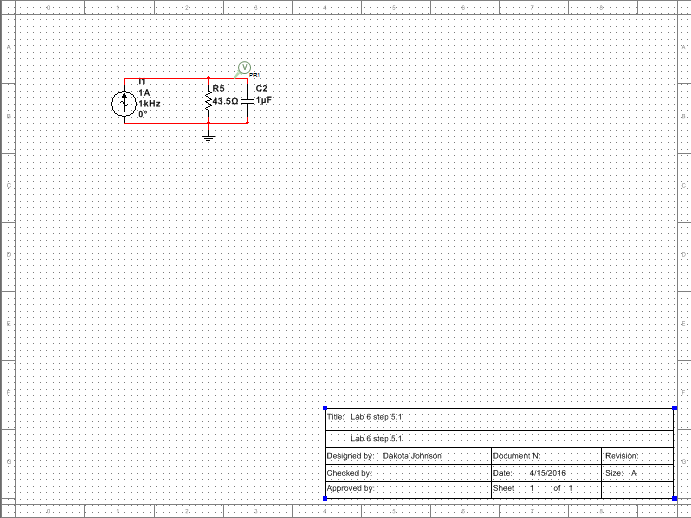 V
PR1
I1
1A
1kHz
0°
R5
43.5Ω
C2
1µF
Title: Lab 6 step 5.1
Lab 6 step 5.1
Designed by: Dakota Johnson Document N: Revision:
Checked by: Date: 4/15/2016 Size: A
Approved by: Sheet 1 of 1